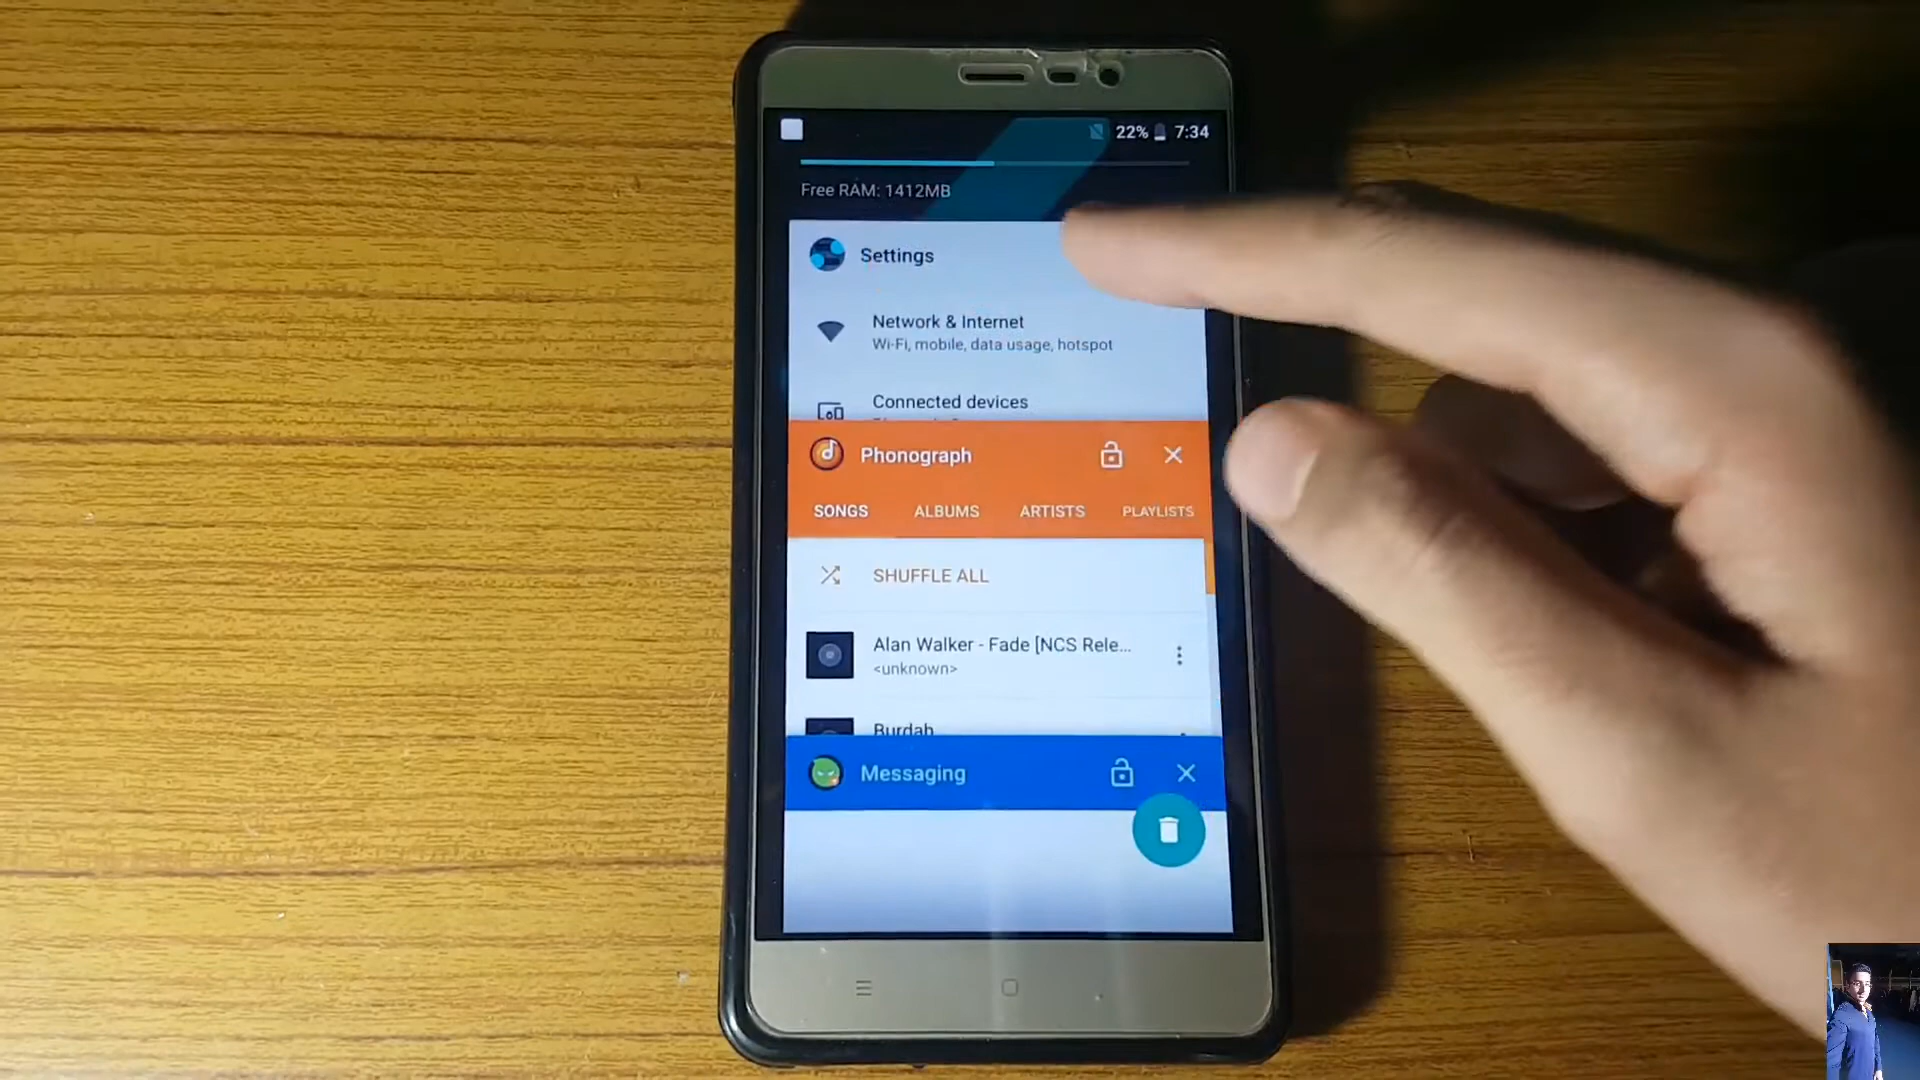 22% 7:34
Free RAM: 1412MB
Settings
Network & Internet
Wi-Fi, mobile, data usage, hotspot
Connected devices
Phonograph
SONGS ALBUMS ARTISTS PLAYLISTS
SHUFFLE ALL
Alan Walker - Fade [NCS Rele...
<unknown>
Burdah
Messaging